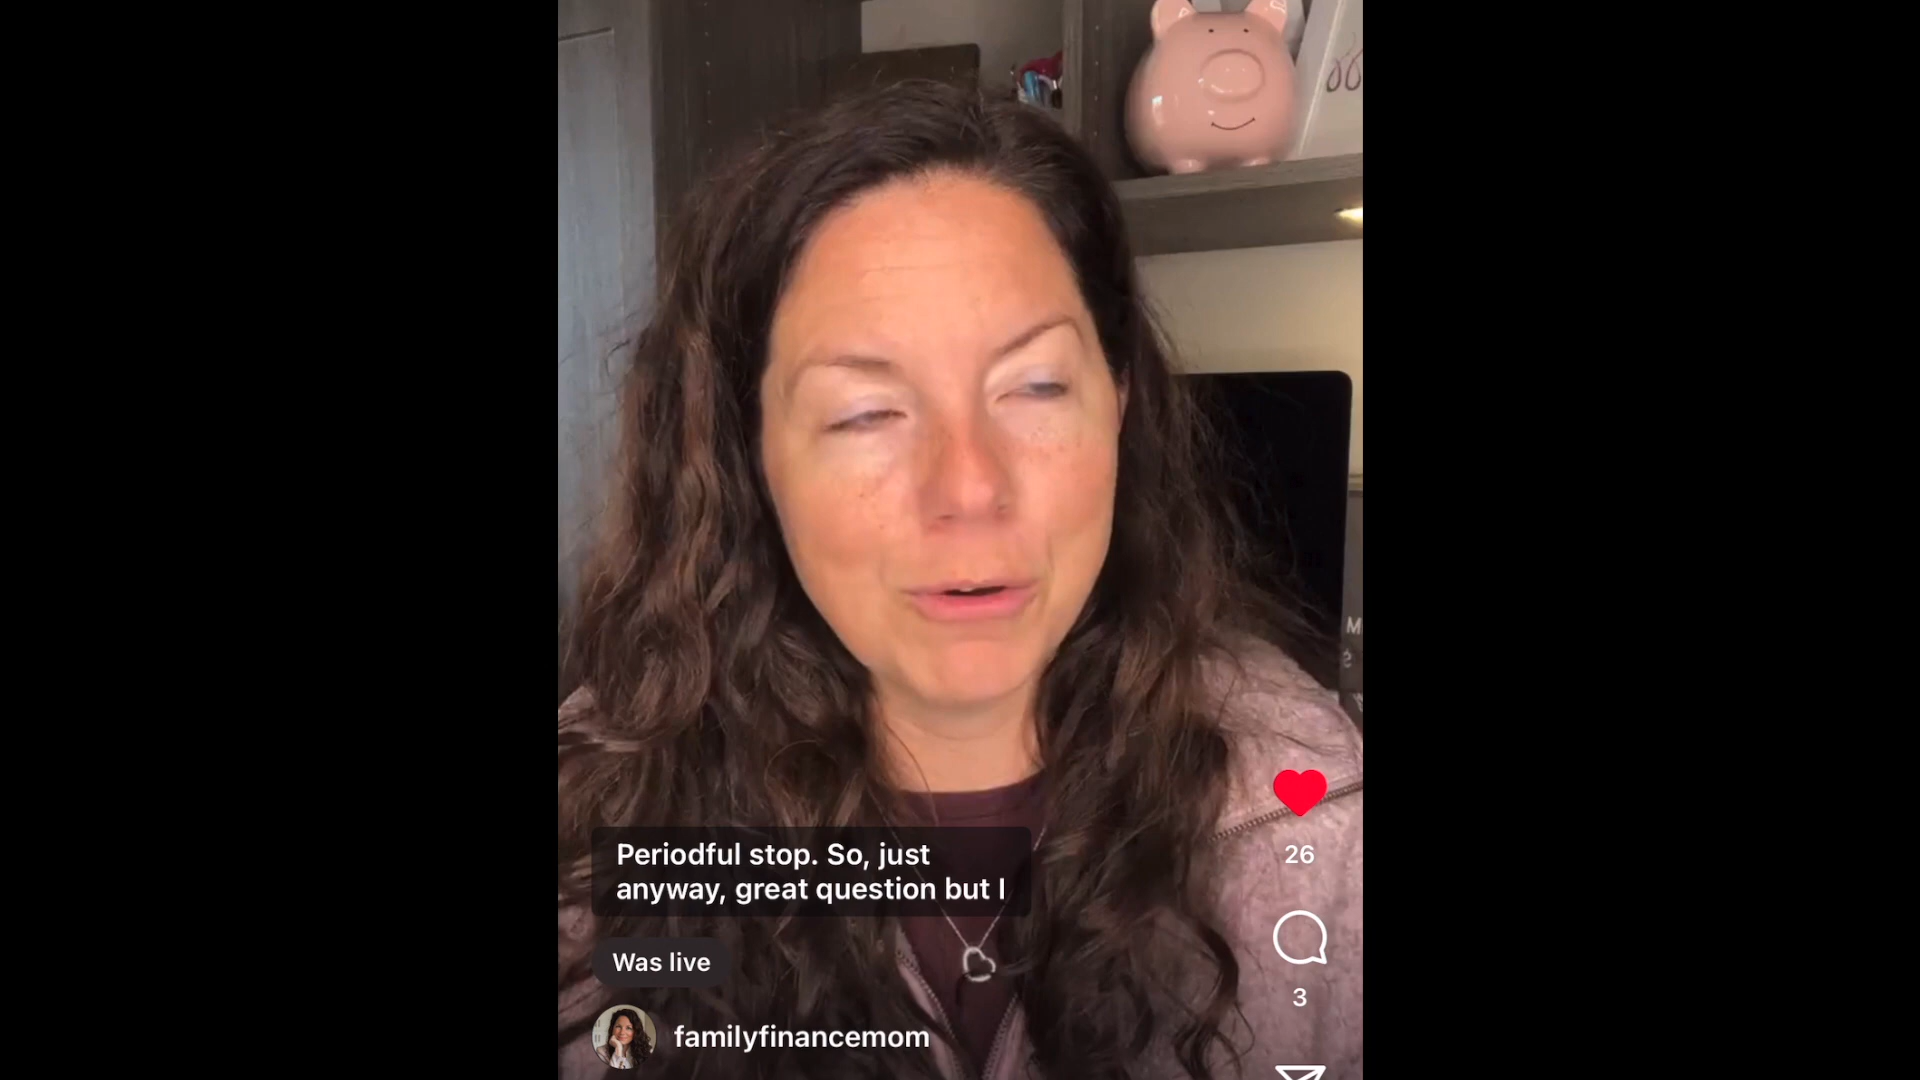 Periodful stop. So, just
anyway, great question but I
Was live
familyfinancemom
26
3